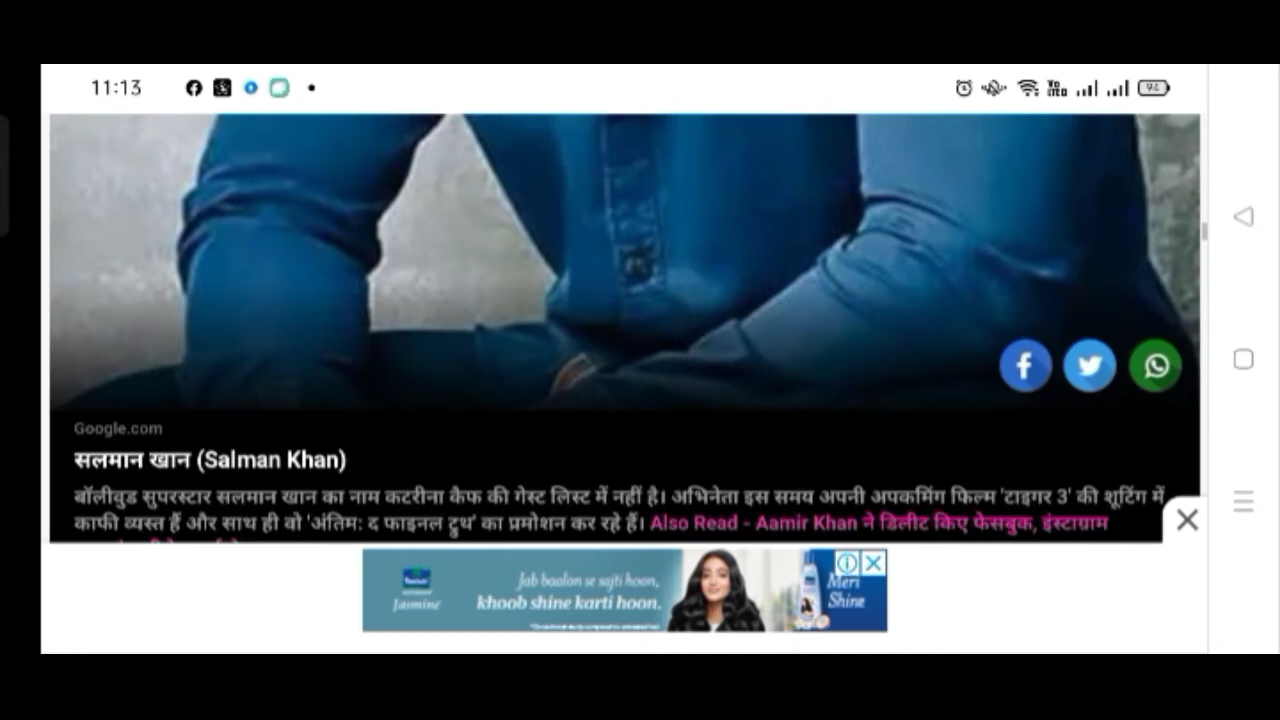 11:13
94
Google.com
सलमान खान (Salman Khan)
बॉलीवुड सुपरस्टार सलमान खान का नाम कटरीना कैफ की गेस्ट लिस्ट में नहीं है। अभिनेता इस समय अपनी अपकमिंग फिल्म 'टाइगर 3' की शूटिंग में
काफी व्यस्त हैं और साथ ही वो 'अंतिम: द फाइनल ट्रुथ' का प्रमोशन कर रहे हैं। Also Read - Aamir Khan ने डिलीट किए फेसबुक, इंस्टाग्राम
Jasmine
Jab baalon se sajti hoon,
khoob shine karti hoon.
Meri
Shine